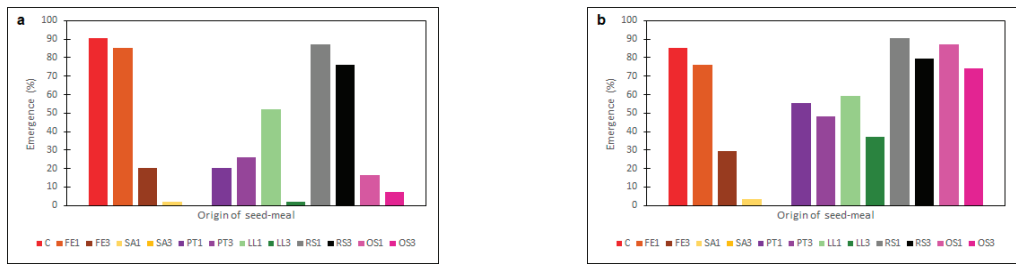 a
100
90
80
70
60
50
40
30
20
10
0
Emergence (%)
Origin of seed-meal
C FE1 FE3 SA1 SA3 PT1 PT3 LL1 LL3 RS1 RS3 OS1 OS3
b
100
90
80
70
60
50
40
30
20
10
0
Emergence (%)
Origin of seed-meal
C FE1 FE3 SA1 SA3 PT1 PT3 LL1 LL3 RS1 RS3 OS1 OS3